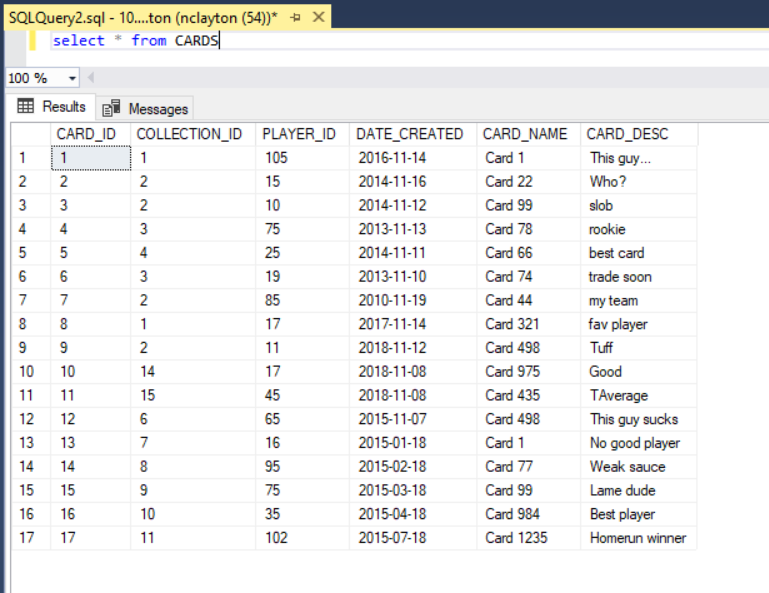 SQLQuery2.sql - 10....ton (nclayton (54))*
select * from CARDS
100 %
Results Messages
CARD_ID COLLECTION_ID PLAYER_ID DATE_CREATED CARD_NAME CARD_DESC
1 1 1 105 2016-11-14 Card 1 This guy...
2 2 2 15 2014-11-16 Card 22 Who?
3 3 2 10 2014-11-12 Card 99 slob
4 4 3 75 2013-11-13 Card 78 rookie
5 5 4 25 2014-11-11 Card 66 best card
6 6 3 19 2013-11-10 Card 74 trade soon
7 7 2 85 2010-11-19 Card 44 my team
8 8 1 17 2017-11-14 Card 321 fav player
9 9 2 11 2018-11-12 Card 498 Tuff
10 10 14 17 2018-11-08 Card 975 Good
11 11 15 45 2018-11-08 Card 435 TAverage
12 12 6 65 2015-11-07 Card 498 This guy sucks
13 13 7 16 2015-01-18 Card 1 No good player
14 14 8 95 2015-02-18 Card 77 Weak sauce
15 15 9 75 2015-03-18 Card 99 Lame dude
16 16 10 35 2015-04-18 Card 984 Best player
17 17 11 102 2015-07-18 Card 1235 Homerun winner